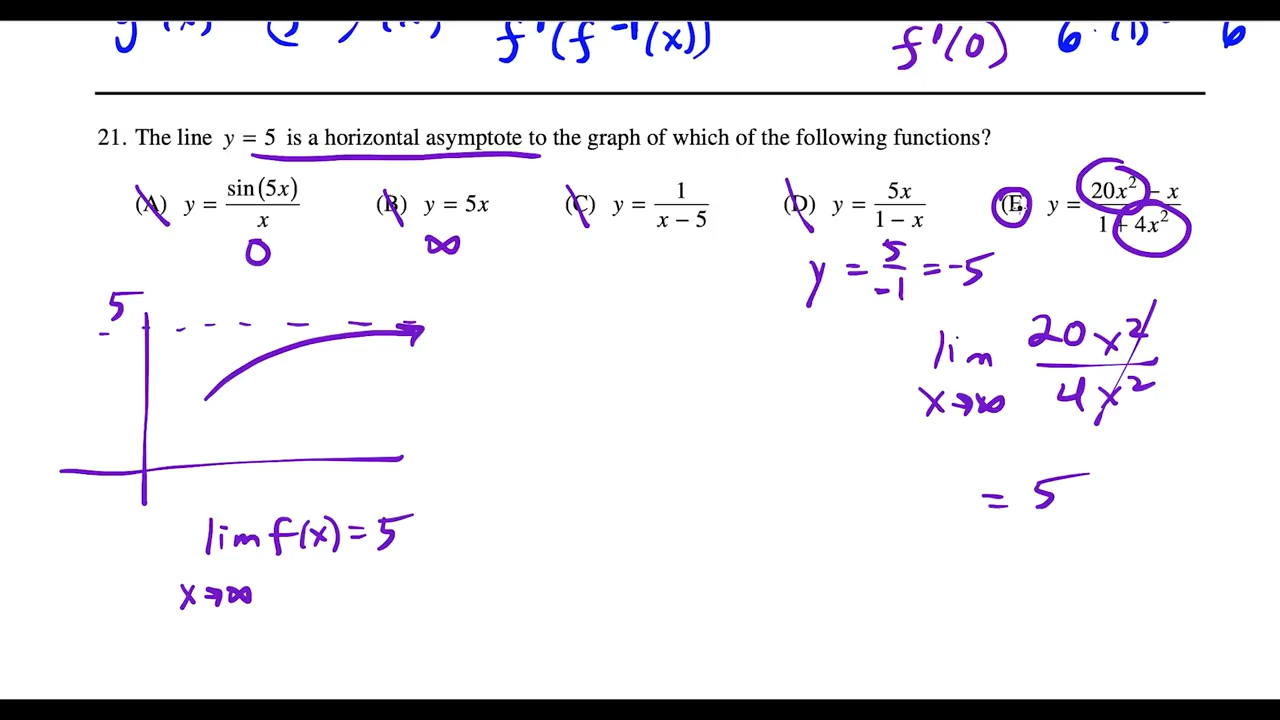 f'(f⁻¹(x)) f'(0) 6·(1) 6
21. The line y = 5 is a horizontal asymptote to the graph of which of the following functions?
(A) y = sin(5x)/x (B) y = 5x (C) y = 1/(x − 5) (D) y = 5x/(1 − x) (E) y = (20x² − x)/(1 + 4x²)
0 ∞
y = 5/-1 = -5
5
lim x→∞ 20x²/4x²
= 5
lim f(x) = 5
x→∞